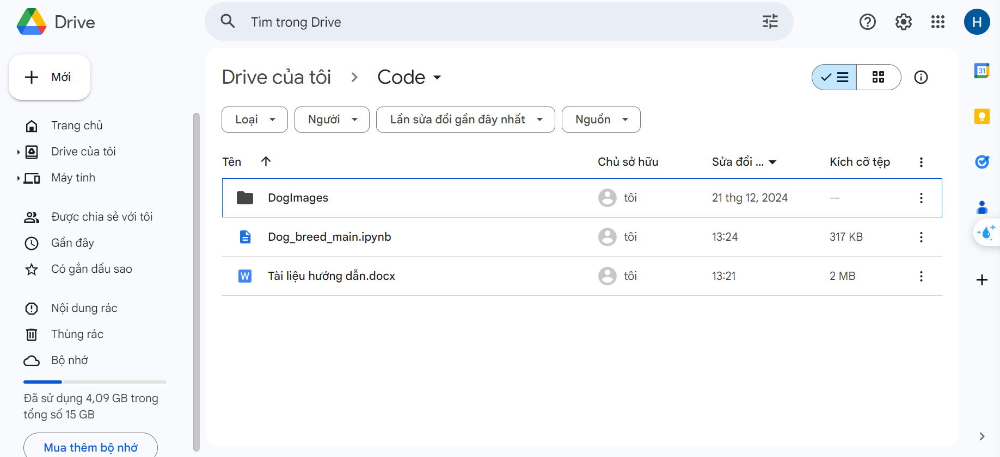 Drive
Tìm trong Drive
H
Mới
Drive của tôi
Code
31
Loại
Người
Lần sửa đổi gần đây nhất
Nguồn
Trang chủ
Drive của tôi
Máy tính
Được chia sẻ với tôi
Gần đây
Có gắn dấu sao
Nội dung rác
Thùng rác
Bộ nhớ
Đã sử dụng 4,09 GB trong
tổng số 15 GB
Mua thêm bộ nhớ
Tên Chủ sở hữu Sửa đổi ... Kích cỡ tệp
DogImages tôi 21 thg 12, 2024 —
Dog_breed_main.ipynb tôi 13:24 317 KB
W Tài liệu hướng dẫn.docx tôi 13:21 2 MB